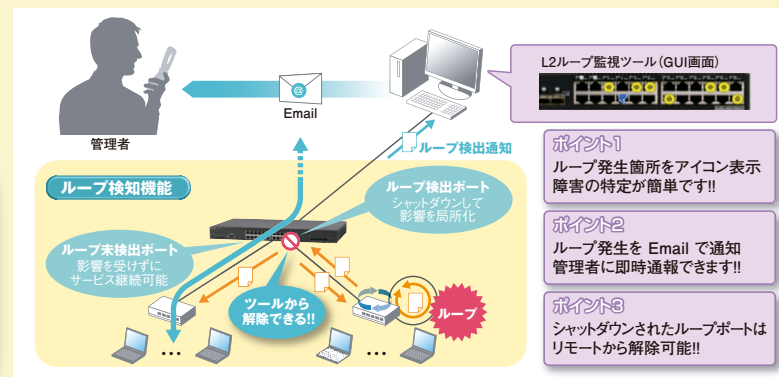 管理者
Email
L2ループ監視ツール（GUI画面）
ループ検出通知
ループ検知機能
ループ検出ポート
シャットダウンして
影響を局所化
ループ未検出ポート
影響を受けずに
サービス継続可能
ツールから
解除できる!!
ループ
ポイント1
ループ発生箇所をアイコン表示
障害の特定が簡単です!!
ポイント2
ループ発生を Email で通知
管理者に即時通報できます!!
ポイント3
シャットダウンされたループポートは
リモートから解除可能!!